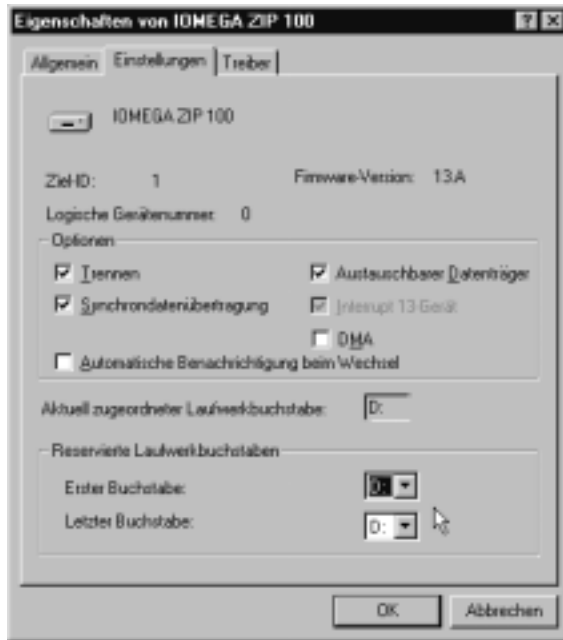 Eigenschaften von IOMEGA ZIP 100
Allgemein Einstellungen Treiber
IOMEGA ZIP 100
Ziel-ID: 1 Firmware-Version: 13.A
Logische Gerätenummer: 0
Optionen
Trennen Austauschbarer Datenträger
Synchrondatenübertragung Interrupt 13-Gerät
DMA
Automatische Benachrichtigung beim Wechsel
Aktuell zugeordneter Laufwerkbuchstabe: D:
Reservierte Laufwerkbuchstaben
Erster Buchstabe: D:
Letzter Buchstabe: D:
OK Abbrechen